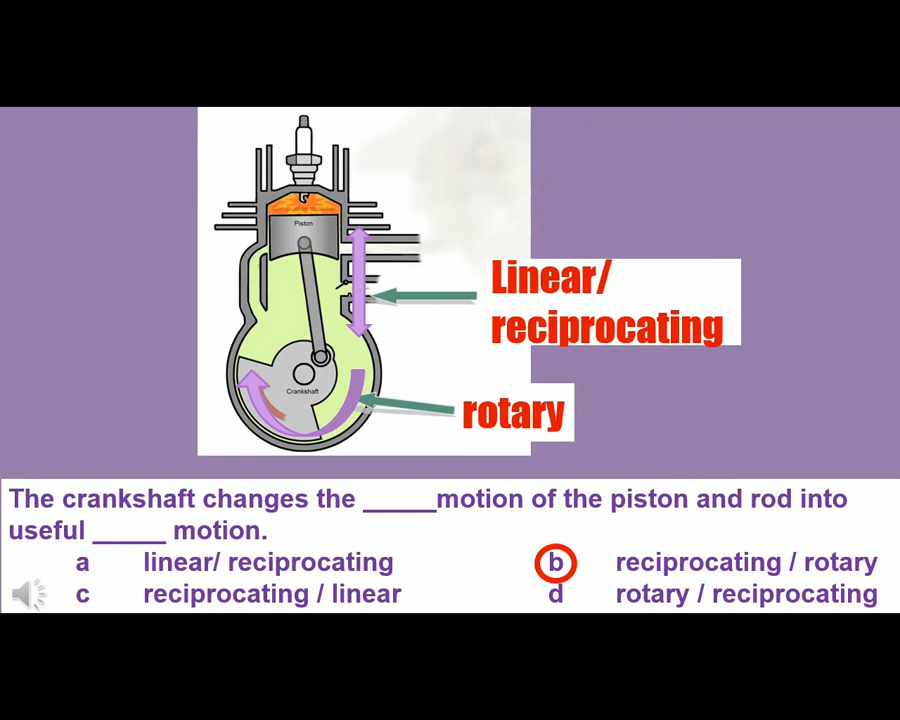 Piston
Linear/
reciprocating
Crankshaft
rotary
The crankshaft changes the _____motion of the piston and rod into
useful _____ motion.
a linear/ reciprocating b reciprocating / rotary
c reciprocating / linear d rotary / reciprocating